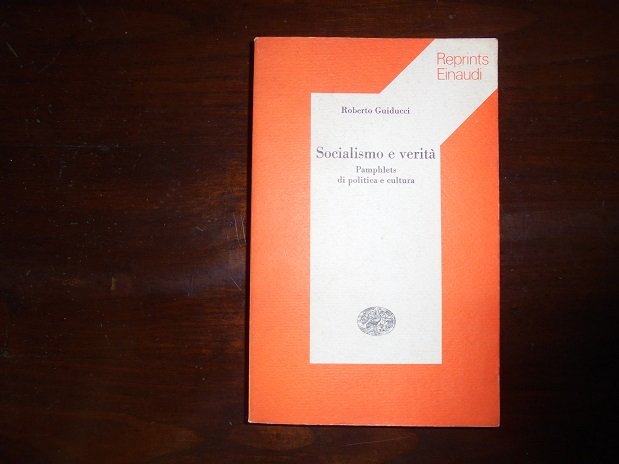 Reprints
Einaudi
Roberto Guiducci
Socialismo e verità
Pamphlets
di politica e cultura